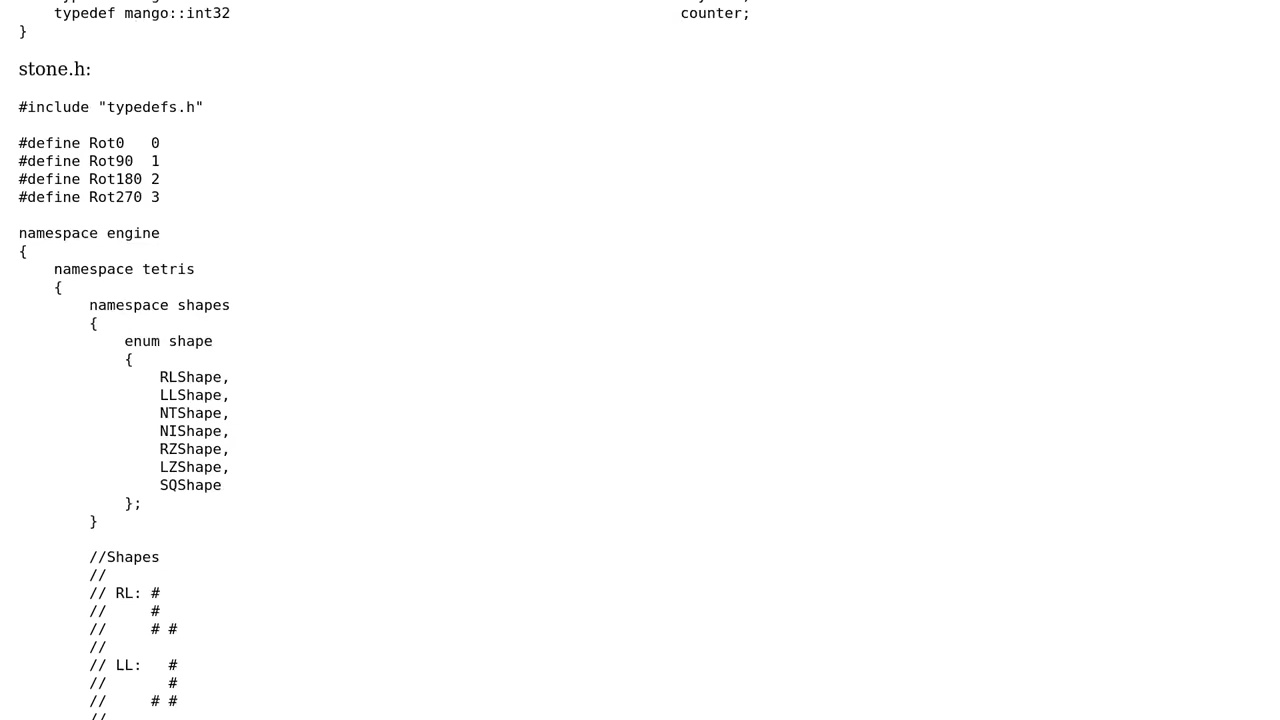 typedef mango::int32                                                   counter;
}
stone.h:
#include "typedefs.h"

#define Rot0   0
#define Rot90  1
#define Rot180 2
#define Rot270 3

namespace engine
{
    namespace tetris
    {
        namespace shapes
        {
            enum shape
            {
                RLShape,
                LLShape,
                NTShape,
                NIShape,
                RZShape,
                LZShape,
                SQShape
            };
        }

        //Shapes
        //
        // RL: #
        //     #
        //     # #
        //
        // LL:   #
        //       #
        //     # #
        //